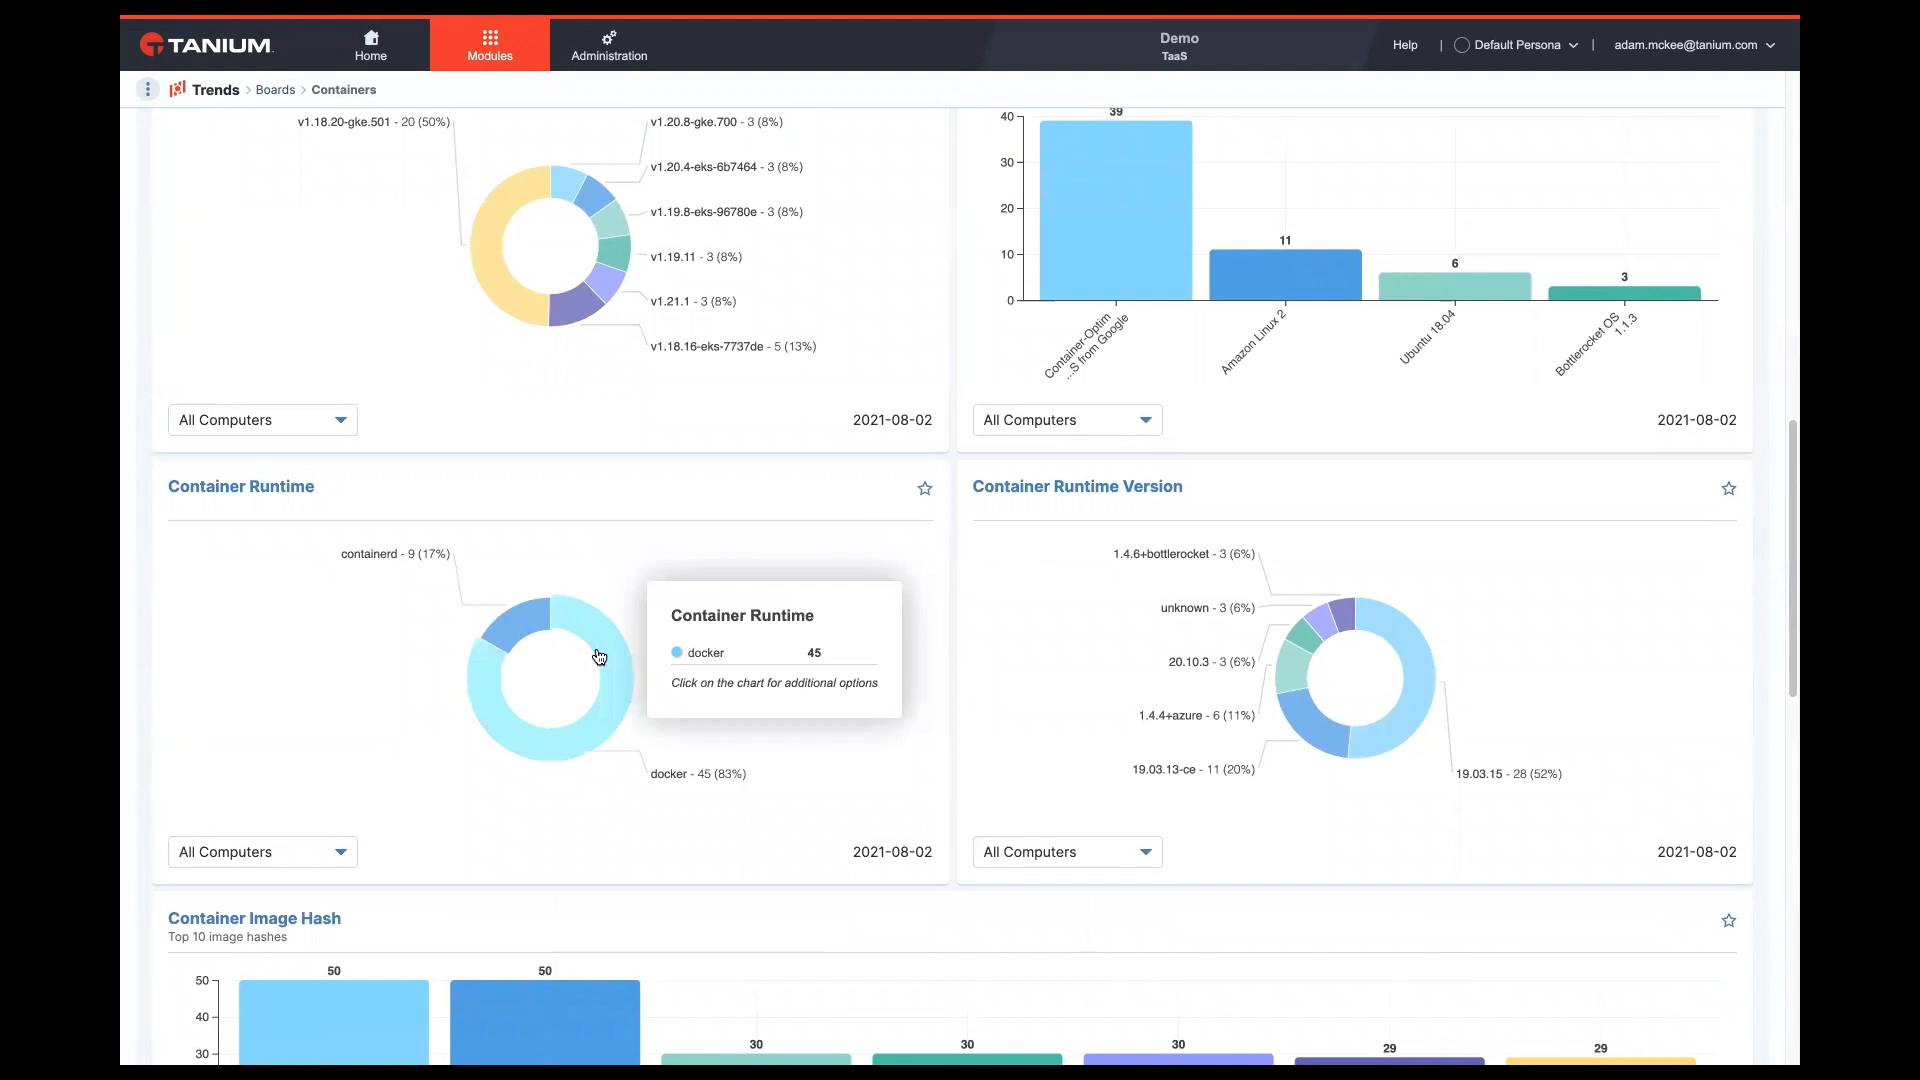 TANIUM
Home
Modules
Administration
Demo
TaaS
Help
Default Persona
adam.mckee@tanium.com
Trends > Boards > Containers
v1.18.20-gke.501 - 20 (50%)
v1.20.8-gke.700 - 3 (8%)
v1.20.4-eks-6b7464 - 3 (8%)
v1.19.8-eks-96780e - 3 (8%)
v1.19.11 - 3 (8%)
v1.21.1 - 3 (8%)
v1.18.16-eks-7737de - 5 (13%)
All Computers
2021-08-02
40
30
20
10
0
39
11
6
3
Container-Optim
...S from Google
Amazon Linux 2
Ubuntu 18.04
Bottlerocket OS
1.1.3
All Computers
2021-08-02
Container Runtime
containerd - 9 (17%)
docker - 45 (83%)
Container Runtime
docker 45
Click on the chart for additional options
All Computers
2021-08-02
Container Runtime Version
1.4.6+bottlerocket - 3 (6%)
unknown - 3 (6%)
20.10.3 - 3 (6%)
1.4.4+azure - 6 (11%)
19.03.13-ce - 11 (20%)
19.03.15 - 28 (52%)
All Computers
2021-08-02
Container Image Hash
Top 10 image hashes
50
40
30
50
50
30
30
30
29
29